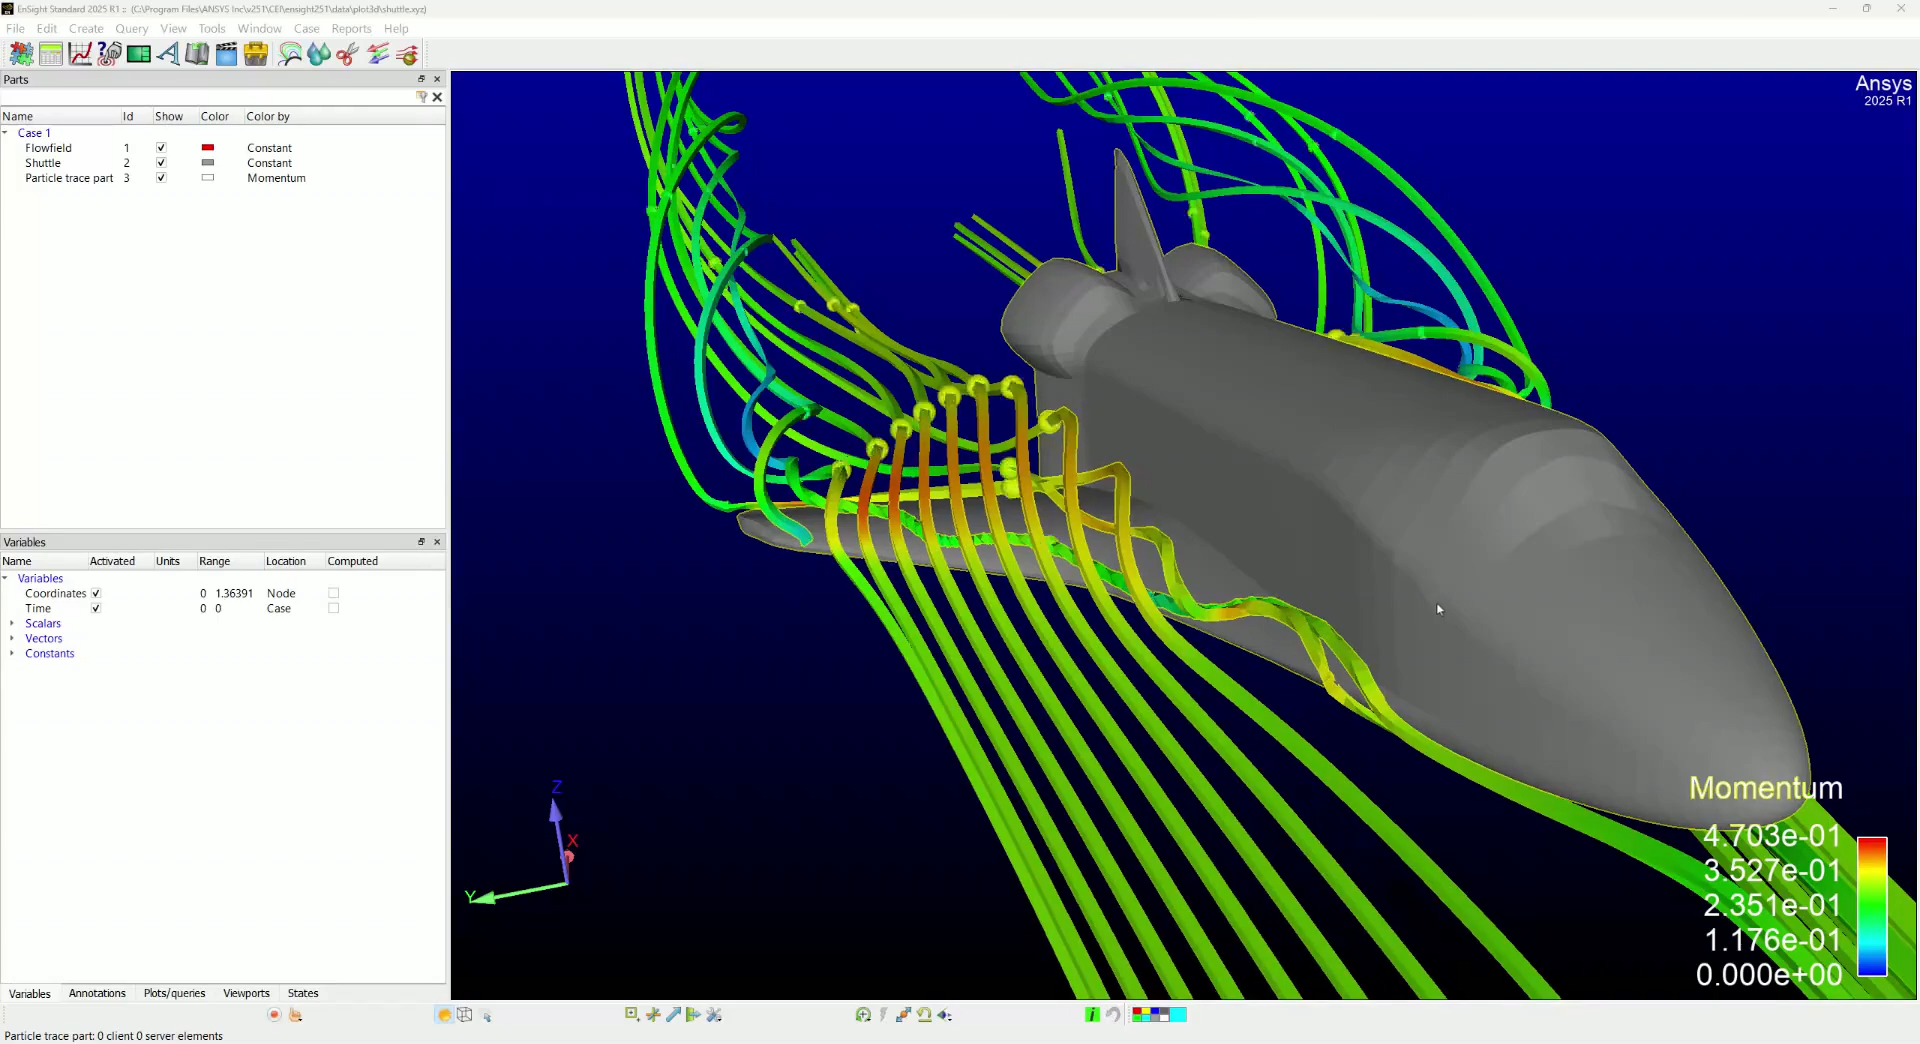 EnSight Standard 2025 R1 :: (C:\Program Files\ANSYS Inc\v251\CEI\ensight251\data\plot3d\shuttle.xyz)
File Edit Create Query View Tools Window Case Reports Help
Parts
Name Id Show Color Color by
Case 1
Flowfield 1 Constant
Shuttle 2 Constant
Particle trace part 3 Momentum
Variables
Name Activated Units Range Location Computed
Variables
Coordinates 0 1.36391 Node
Time 0 0 Case
Scalars
Vectors
Constants
Variables Annotations Plots/queries Viewports States
Particle trace part: 0 client 0 server elements
Ansys
2025 R1
Z
X
Y
Momentum
4.703e-01
3.527e-01
2.351e-01
1.176e-01
0.000e+00